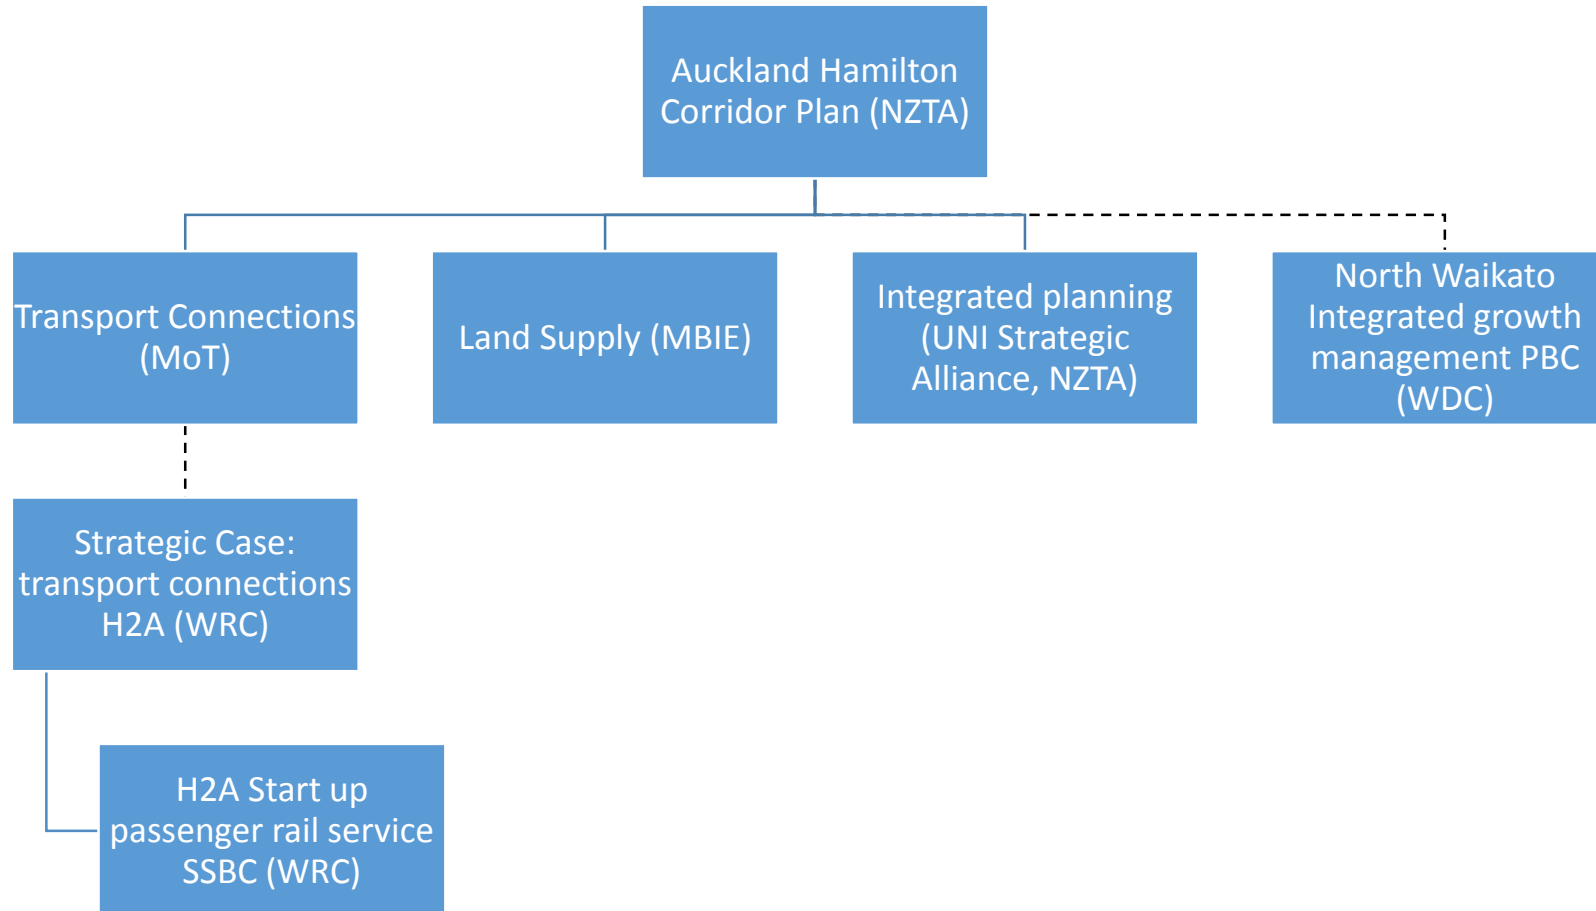 Auckland Hamilton
Corridor Plan (NZTA)
Transport Connections
(MoT)
Land Supply (MBIE)
Integrated planning
(UNI Strategic
Alliance, NZTA)
North Waikato
Integrated growth
management PBC
(WDC)
Strategic Case:
transport connections
H2A (WRC)
H2A Start up
passenger rail service
SSBC (WRC)